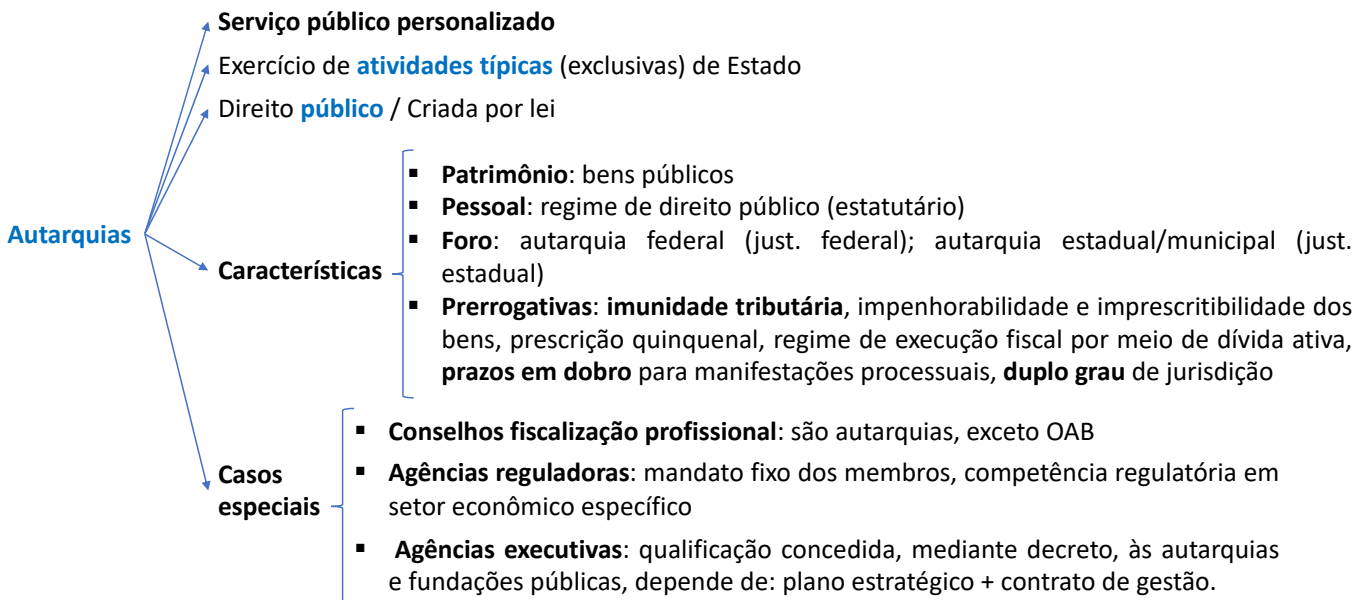 Serviço público personalizado
Exercício de atividades típicas (exclusivas) de Estado
Direito público / Criada por lei
Autarquias
Características
▪ Patrimônio: bens públicos
▪ Pessoal: regime de direito público (estatutário)
▪ Foro: autarquia federal (just. federal); autarquia estadual/municipal (just.
estadual)
▪ Prerrogativas: imunidade tributária, impenhorabilidade e imprescritibilidade dos
bens, prescrição quinquenal, regime de execução fiscal por meio de dívida ativa,
prazos em dobro para manifestações processuais, duplo grau de jurisdição
Casos
especiais
▪ Conselhos fiscalização profissional: são autarquias, exceto OAB
▪ Agências reguladoras: mandato fixo dos membros, competência regulatória em
setor econômico específico
▪ Agências executivas: qualificação concedida, mediante decreto, às autarquias
e fundações públicas, depende de: plano estratégico + contrato de gestão.